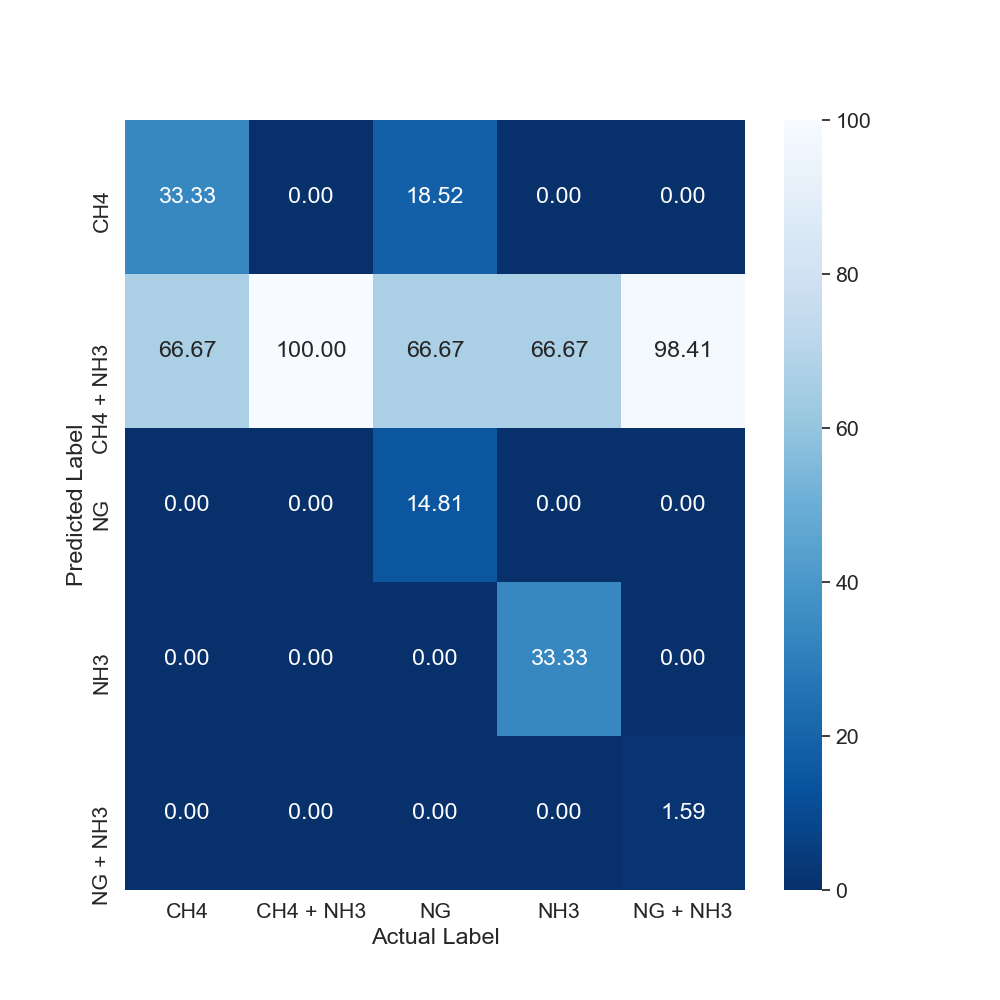 Predicted Label
CH4
33.33 0.00 18.52 0.00 0.00
CH4 + NH3
66.67 100.00 66.67 66.67 98.41
NG
0.00 0.00 14.81 0.00 0.00
NH3
0.00 0.00 0.00 33.33 0.00
NG + NH3
0.00 0.00 0.00 0.00 1.59
CH4 CH4 + NH3 NG NH3 NG + NH3
Actual Label
100
80
60
40
20
0